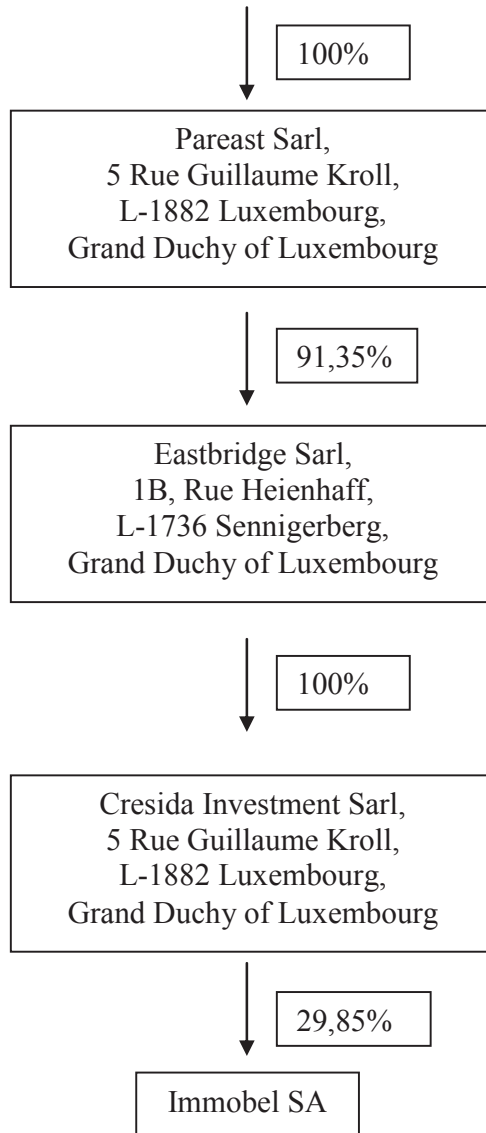 100%
Pareast Sarl,
5 Rue Guillaume Kroll,
L-1882 Luxembourg,
Grand Duchy of Luxembourg
91,35%
Eastbridge Sarl,
1B, Rue Heienhaff,
L-1736 Sennigerberg,
Grand Duchy of Luxembourg
100%
Cresida Investment Sarl,
5 Rue Guillaume Kroll,
L-1882 Luxembourg,
Grand Duchy of Luxembourg
29,85%
Immobel SA